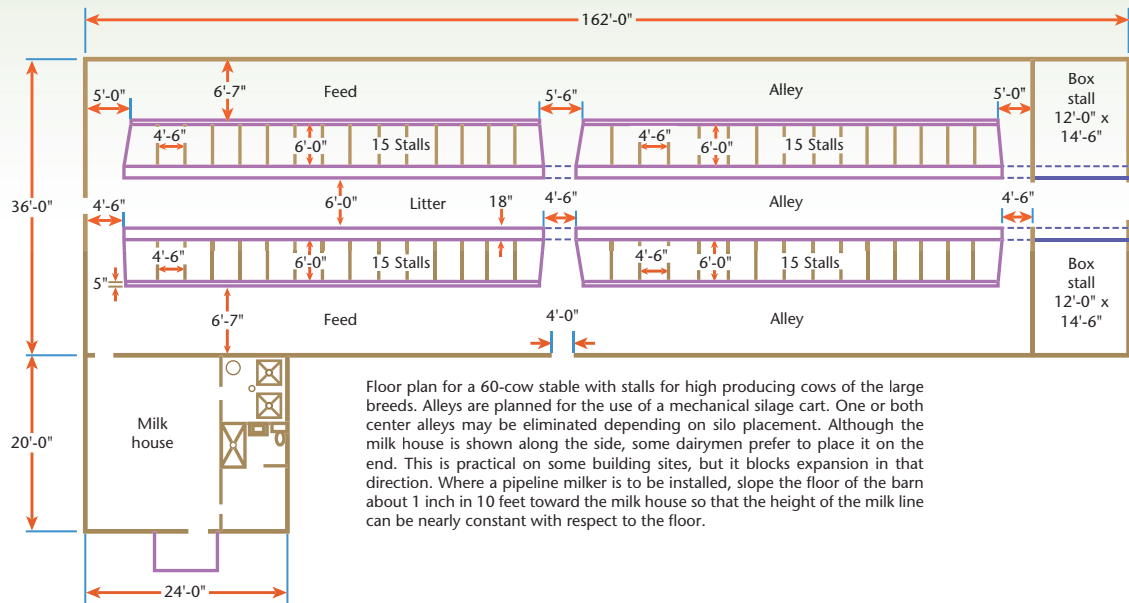 162'-0"
5'-0"
6'-7"
Feed
5'-6"
Alley
5'-0"
Box
stall
12'-0" x
14'-6"
4'-6"
6'-0"
15 Stalls
4'-6"
6'-0"
15 Stalls
36'-0"
4'-6"
6'-0"
Litter
18"
4'-6"
Alley
4'-6"
4'-6"
6'-0"
15 Stalls
4'-6"
6'-0"
15 Stalls
5"
Box
stall
12'-0" x
14'-6"
6'-7"
Feed
4'-0"
Alley
20'-0"
Milk
house
Floor plan for a 60-cow stable with stalls for high producing cows of the large
breeds. Alleys are planned for the use of a mechanical silage cart. One or both
center alleys may be eliminated depending on silo placement. Although the
milk house is shown along the side, some dairymen prefer to place it on the
end. This is practical on some building sites, but it blocks expansion in that
direction. Where a pipeline milker is to be installed, slope the floor of the barn
about 1 inch in 10 feet toward the milk house so that the height of the milk line
can be nearly constant with respect to the floor.
24'-0"